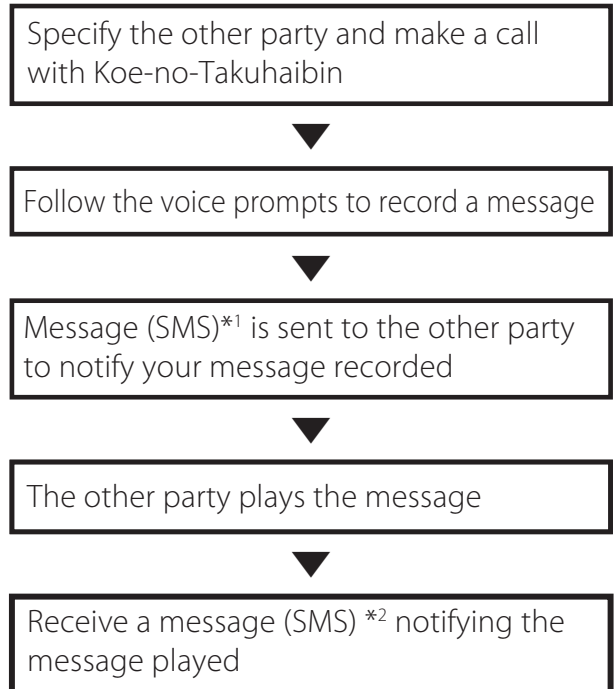 Specify the other party and make a call
with Koe-no-Takuhaibin
Follow the voice prompts to record a message
Message (SMS)*1 is sent to the other party
to notify your message recorded
The other party plays the message
Receive a message (SMS) *2 notifying the
message played